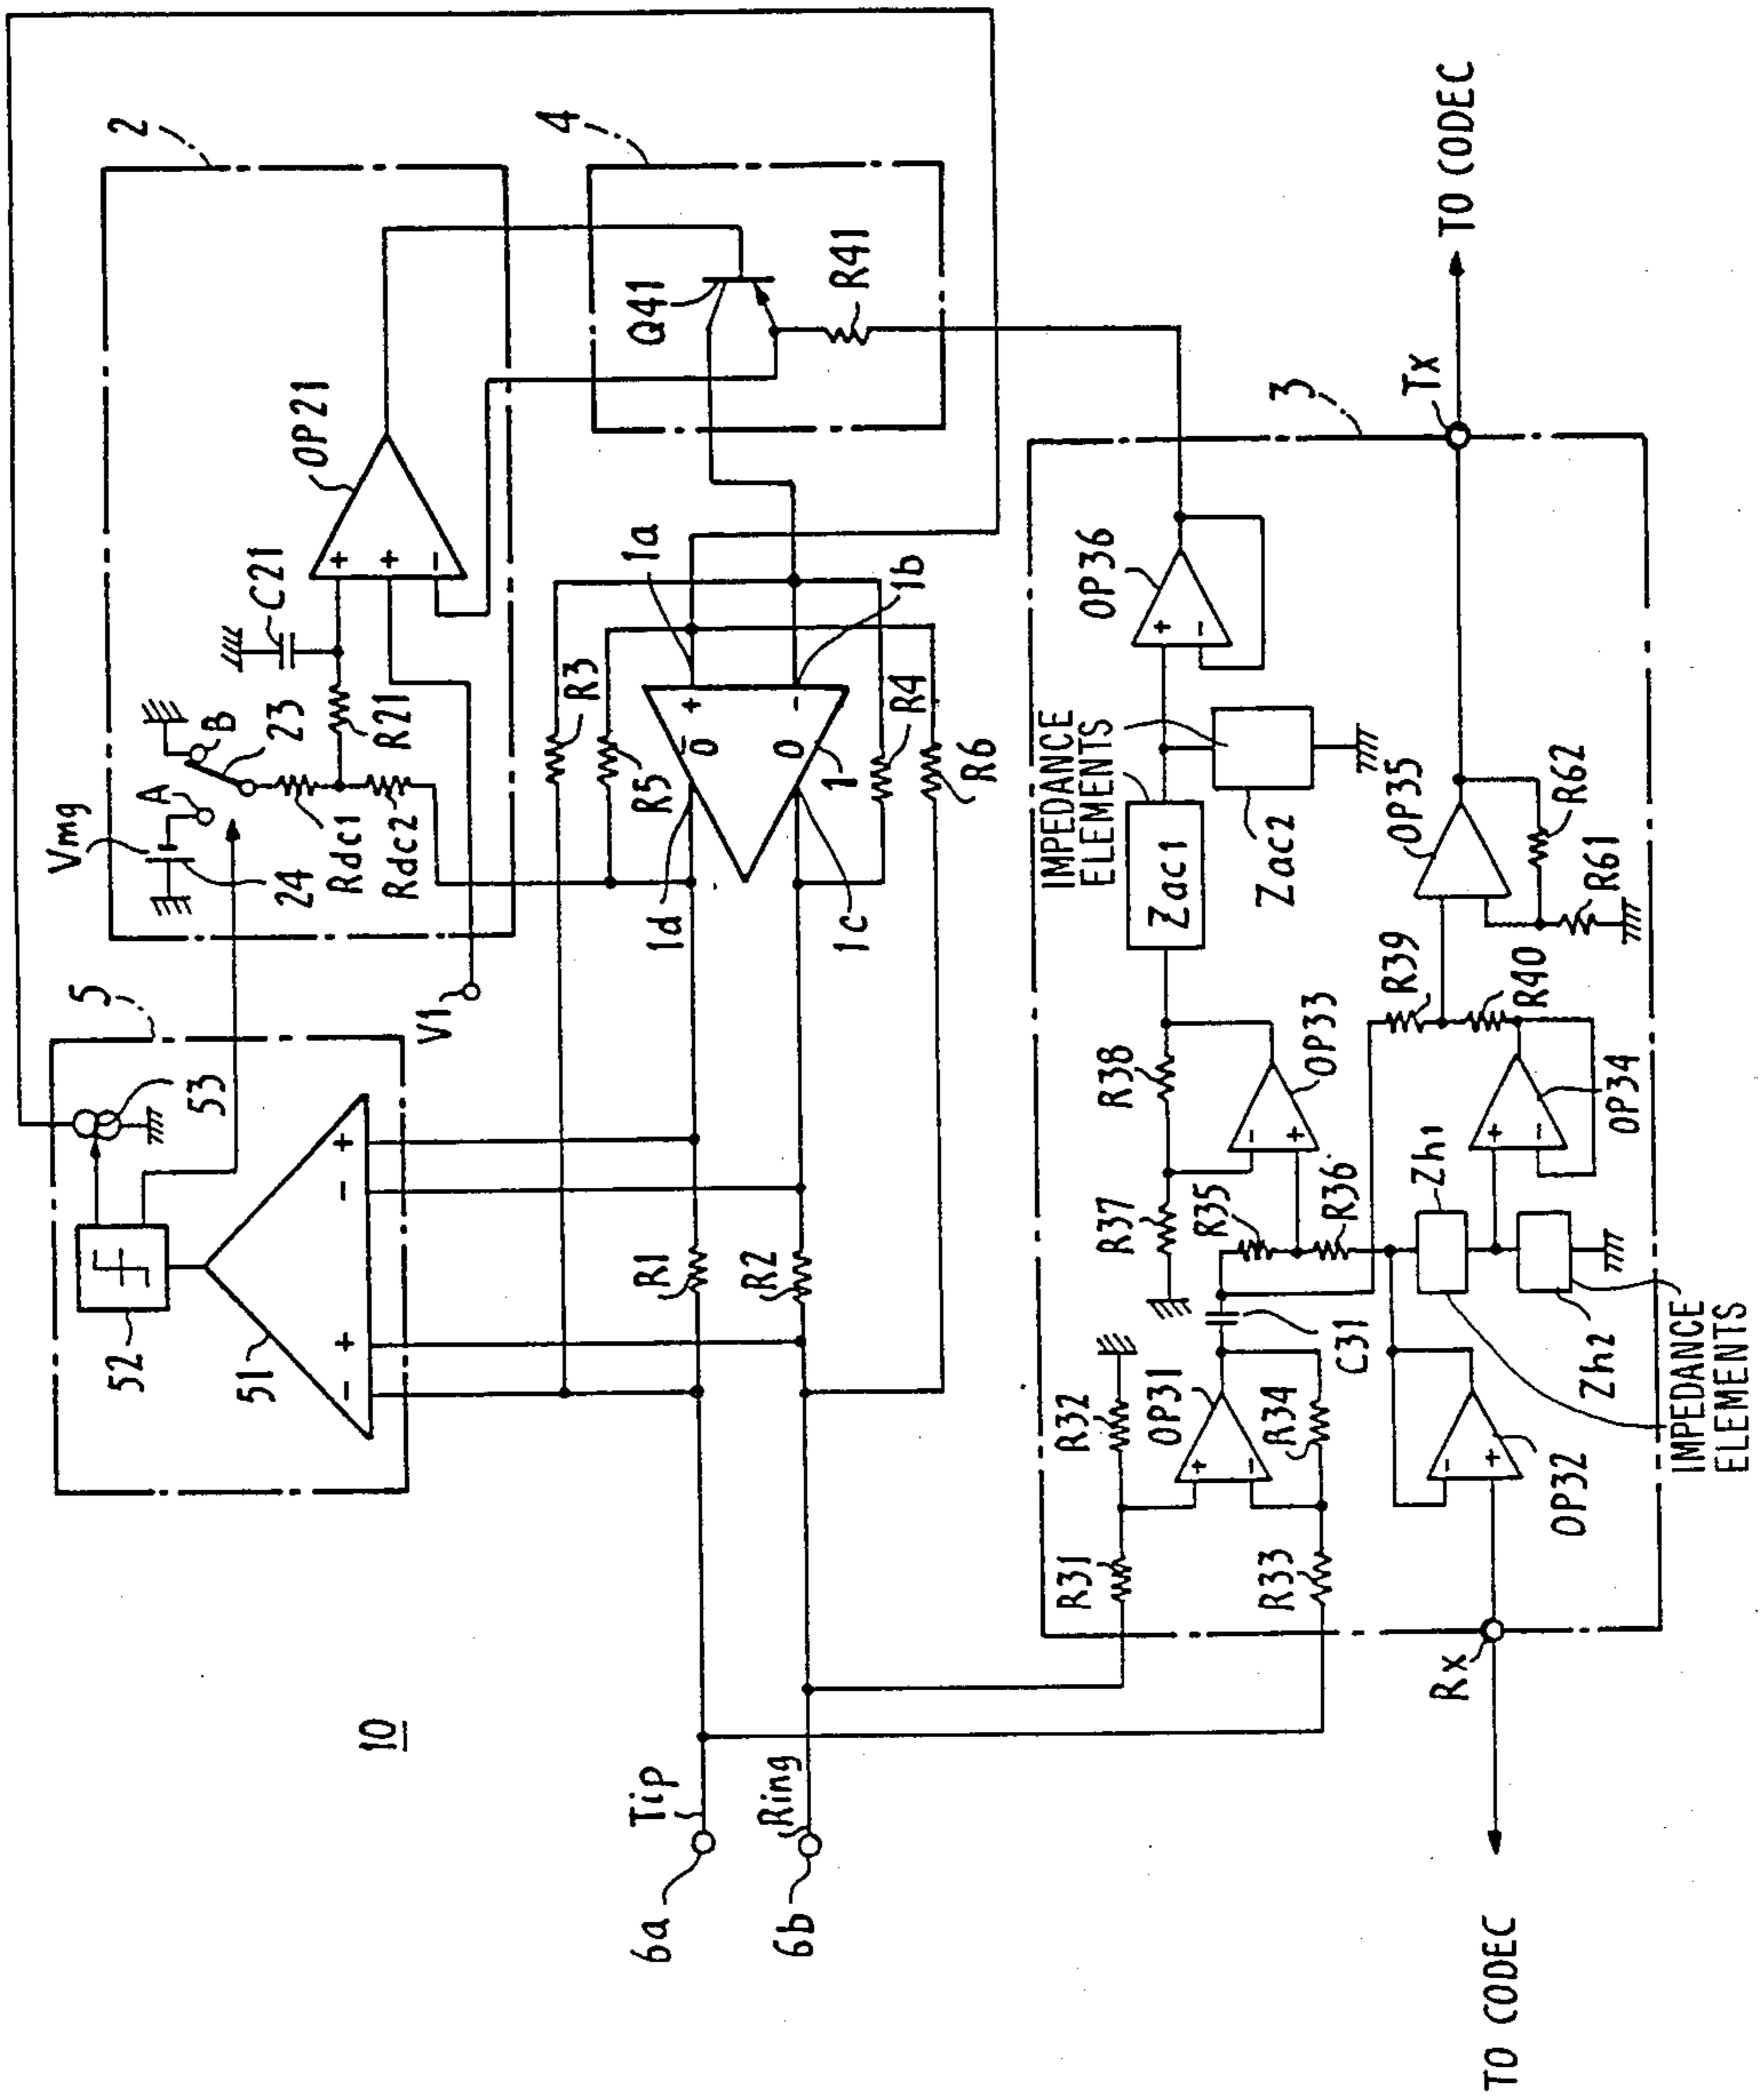 2
4
5
Vmg
A
B
23
24
C21
OP21
R21
Rdc1
Rdc2
V1
+
+
-
Q41
R41
53
52
51
-
+
-
+
1a
1b
1d
1c
1
+
-
Ō
O
R3
R5
R4
R6
R1
R2
10
Tip
6a
Ring
6b
3
Tx
TO CODEC
OP36
+
-
IMPEDANCE
ELEMENTS
Zac1
Zac2
OP35
R62
R61
R39
R40
OP33
R38
R37
-
+
R35
R36
OP34
+
-
Zh1
Zh2
IMPEDANCE
ELEMENTS
C31
R32
OP31
+
-
R34
R31
R33
OP32
-
+
Rx
TO CODEC